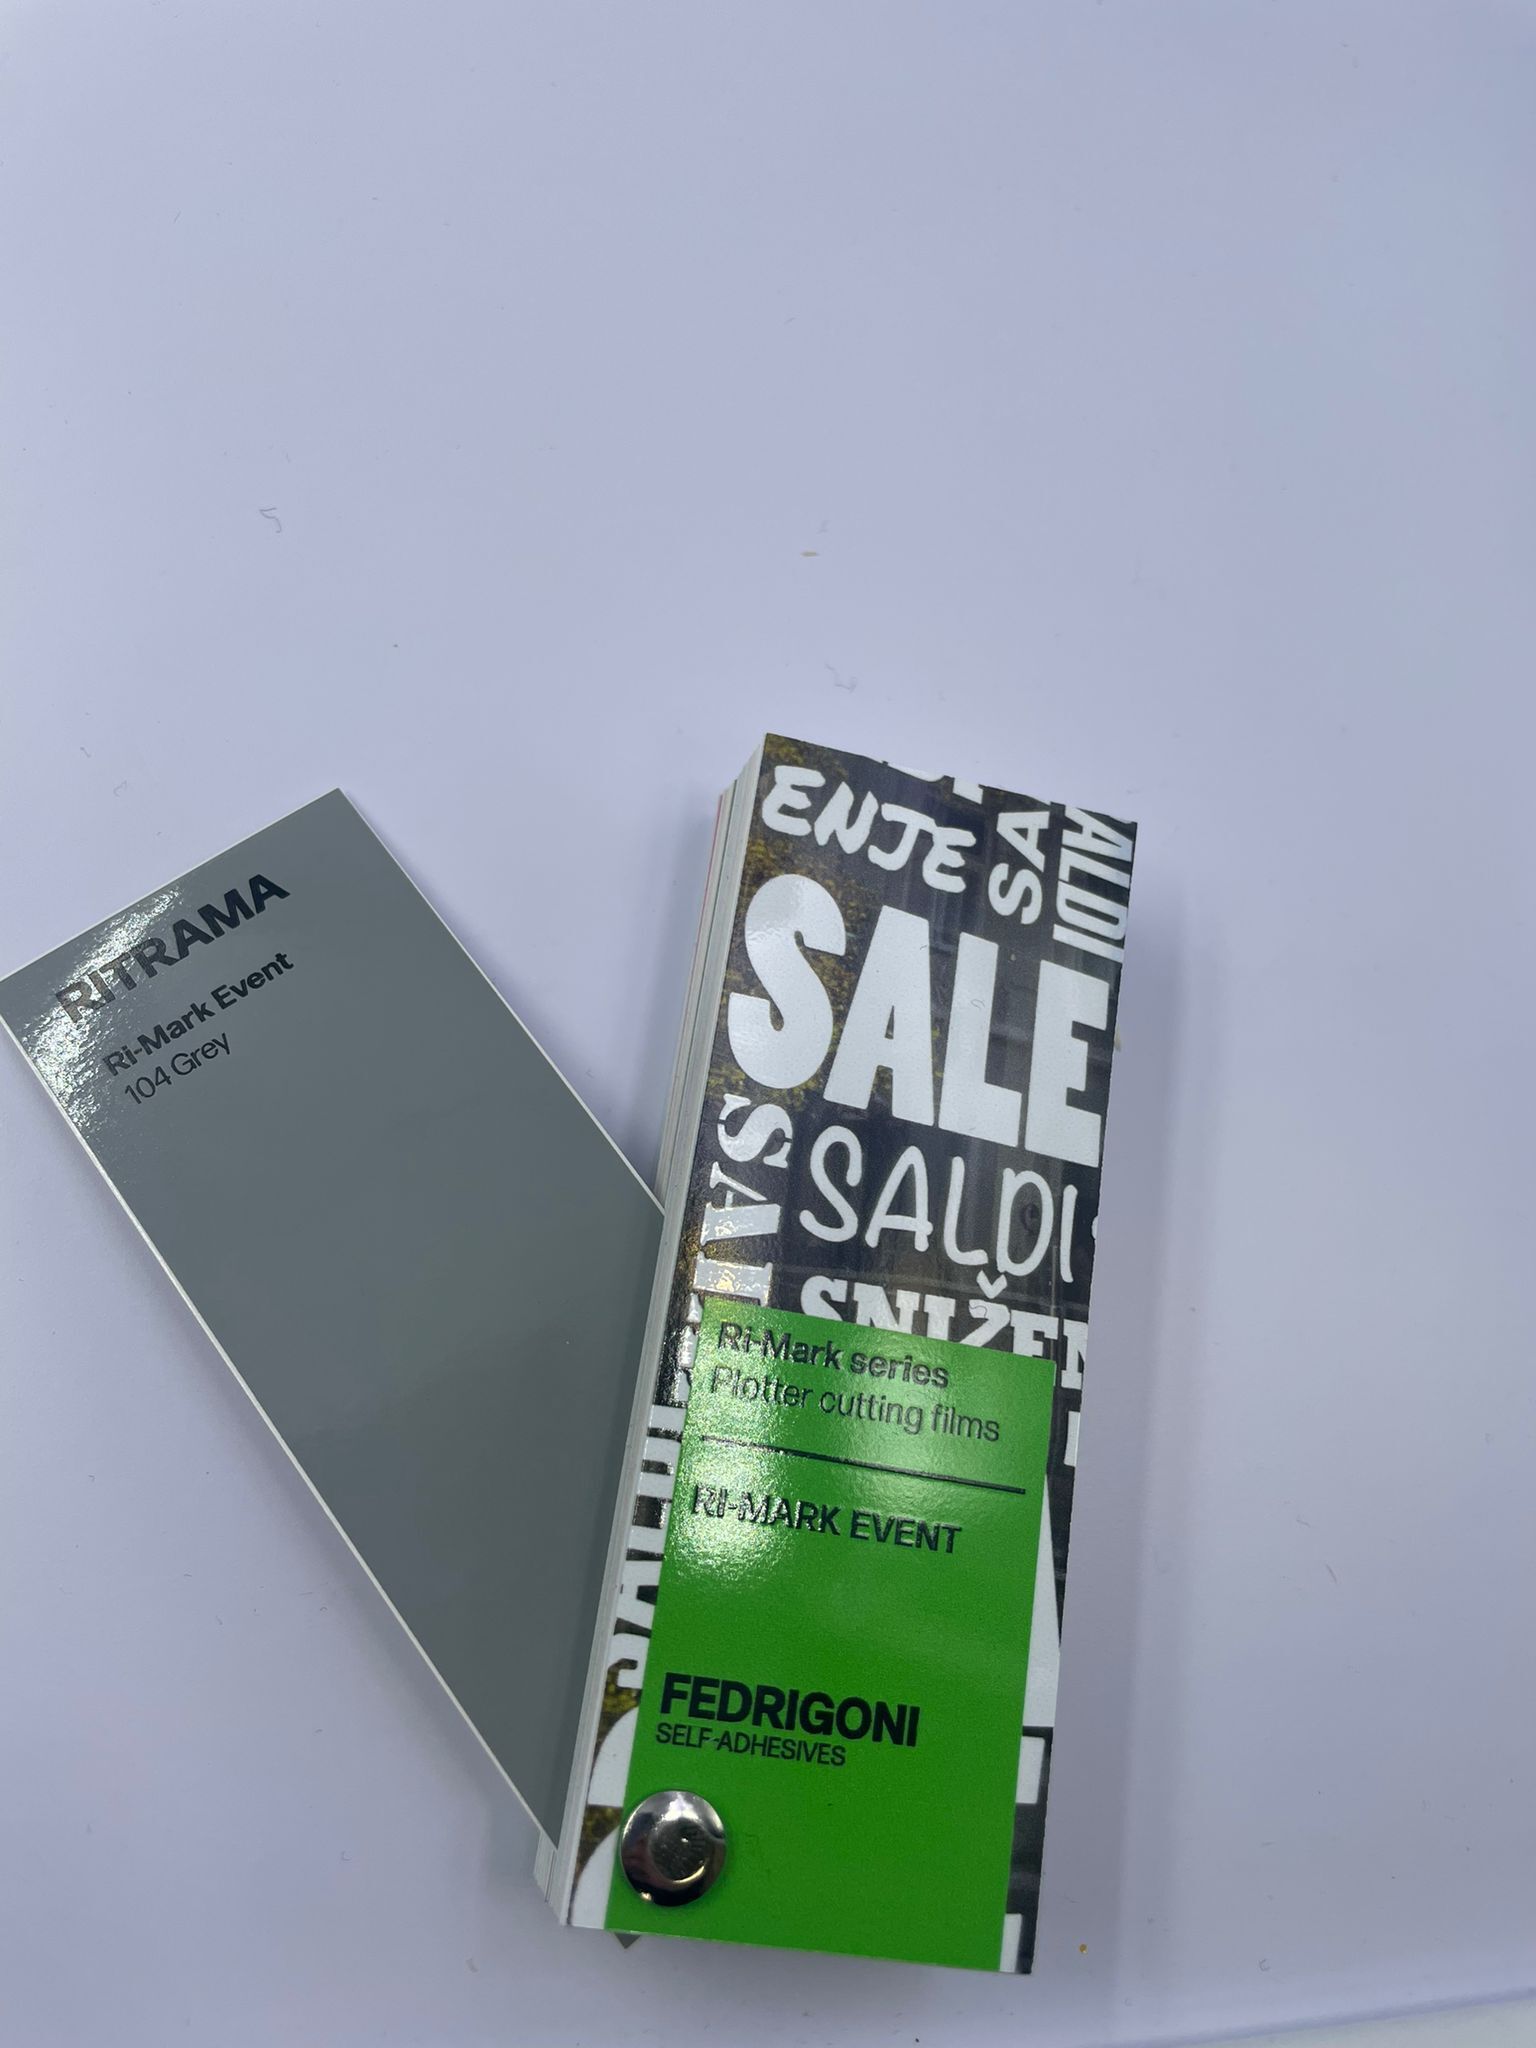 RITRAMA
Ri-Mark Event
104 Grey
ENJE
SA
SALE
SALDI
SNIŽEN
Ri-Mark series
Plotter cutting films
RI-MARK EVENT
FEDRIGONI
SELF-ADHESIVES